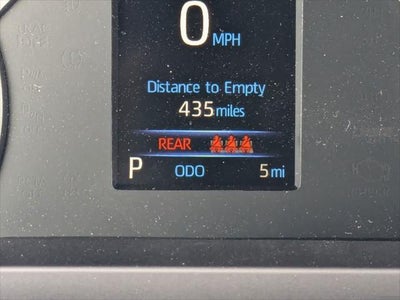 0 MPH
Distance to Empty
435 miles
REAR
P ODO 5 mi